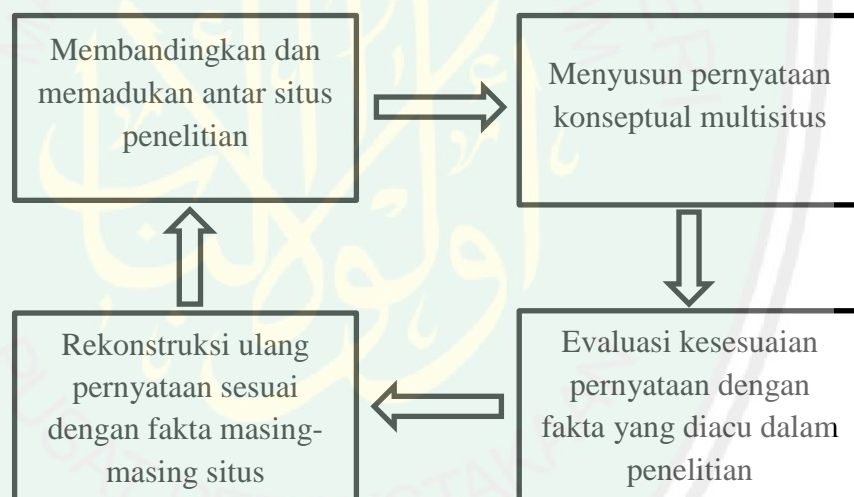 Membandingkan dan
memadukan antar situs
penelitian
Menyusun pernyataan
konseptual multisitus
Rekonstruksi ulang
pernyataan sesuai
dengan fakta masing-
masing situs
Evaluasi kesesuaian
pernyataan dengan
fakta yang diacu dalam
penelitian